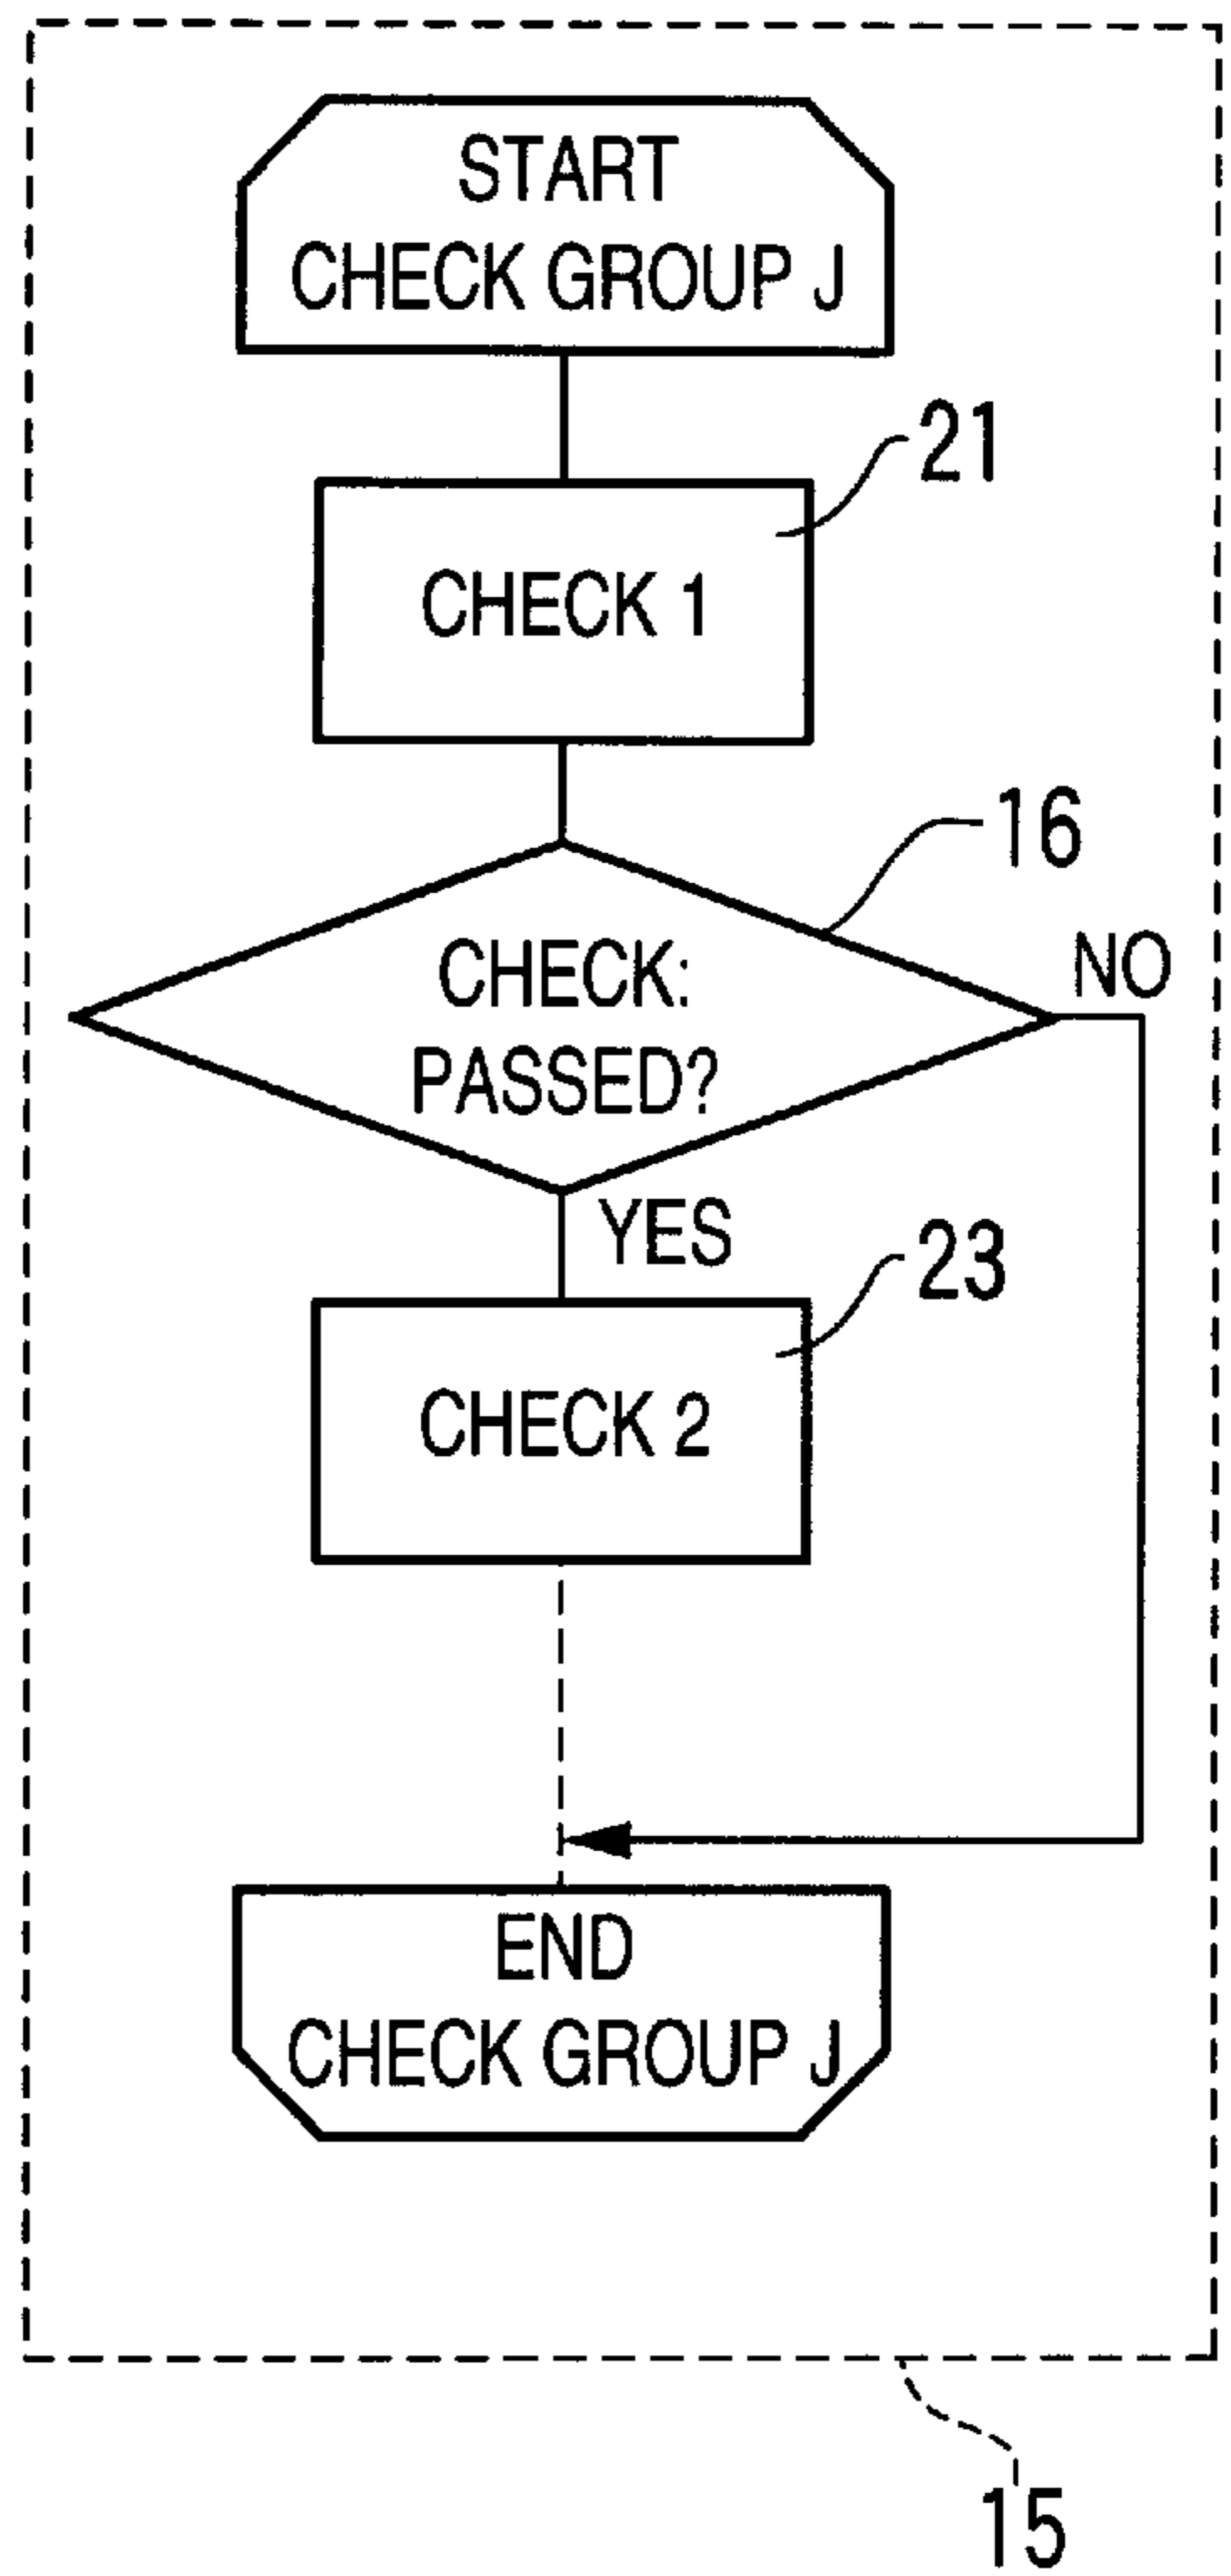 START
CHECK GROUP J
21
CHECK 1
16
CHECK:
PASSED?
NO
YES
23
CHECK 2
END
CHECK GROUP J
15